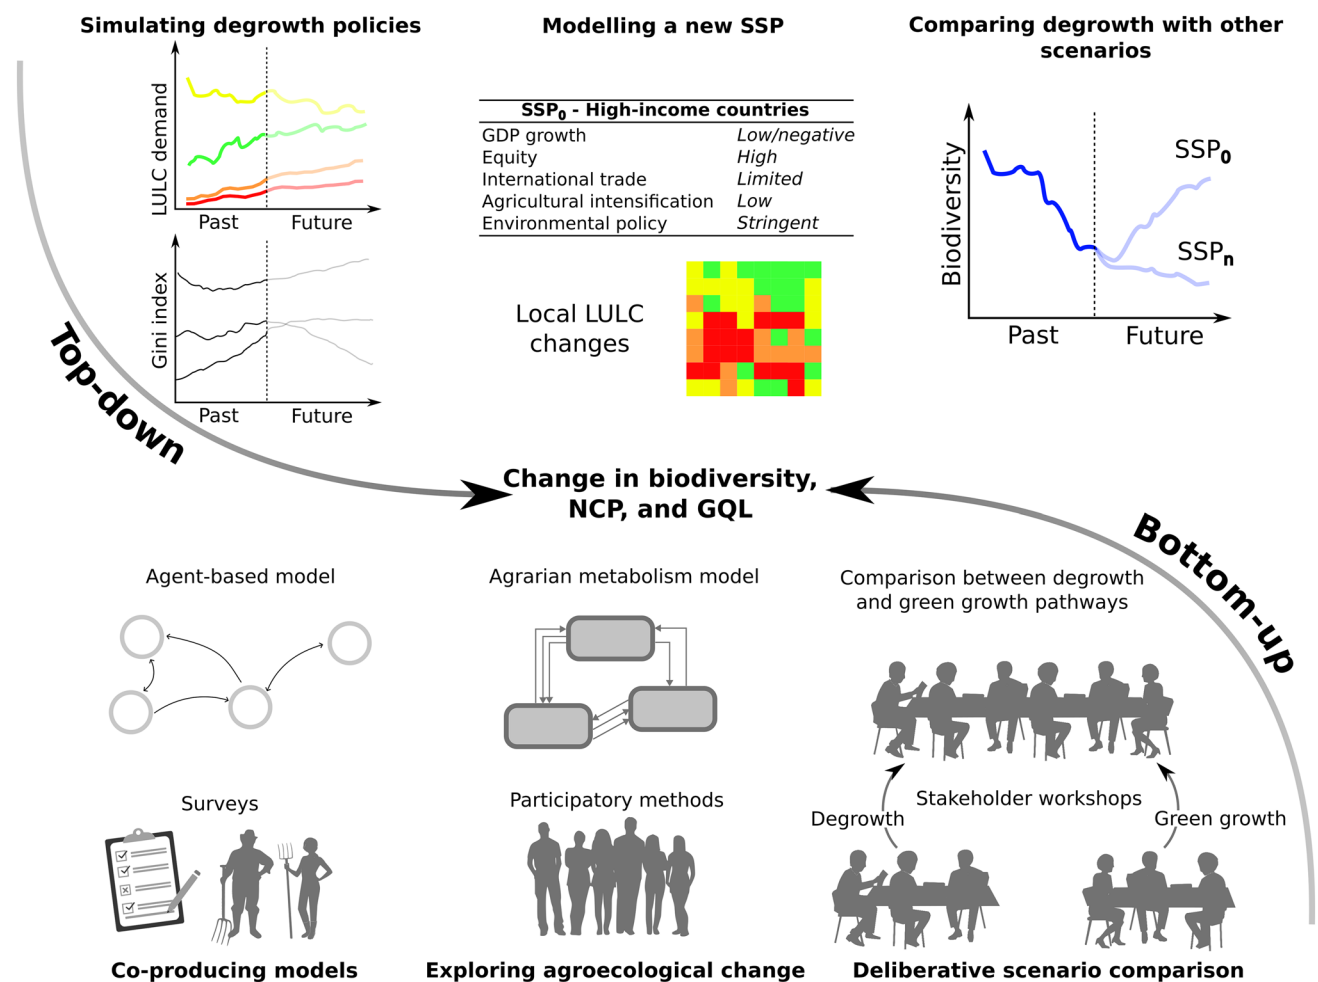 Simulating degrowth policies
LULC demand
Past
Future
Gini index
Past
Future
Modelling a new SSP
SSP₀ - High-income countries
GDP growth Low/negative
Equity High
International trade Limited
Agricultural intensification Low
Environmental policy Stringent
Local LULC
changes
Comparing degrowth with other
scenarios
Biodiversity
SSP₀
SSPₙ
Past
Future
Top-down
Change in biodiversity,
NCP, and GQL
Bottom-up
Agent-based model
Surveys
Co-producing models
Agrarian metabolism model
Participatory methods
Exploring agroecological change
Comparison between degrowth
and green growth pathways
Stakeholder workshops
Degrowth
Green growth
Deliberative scenario comparison